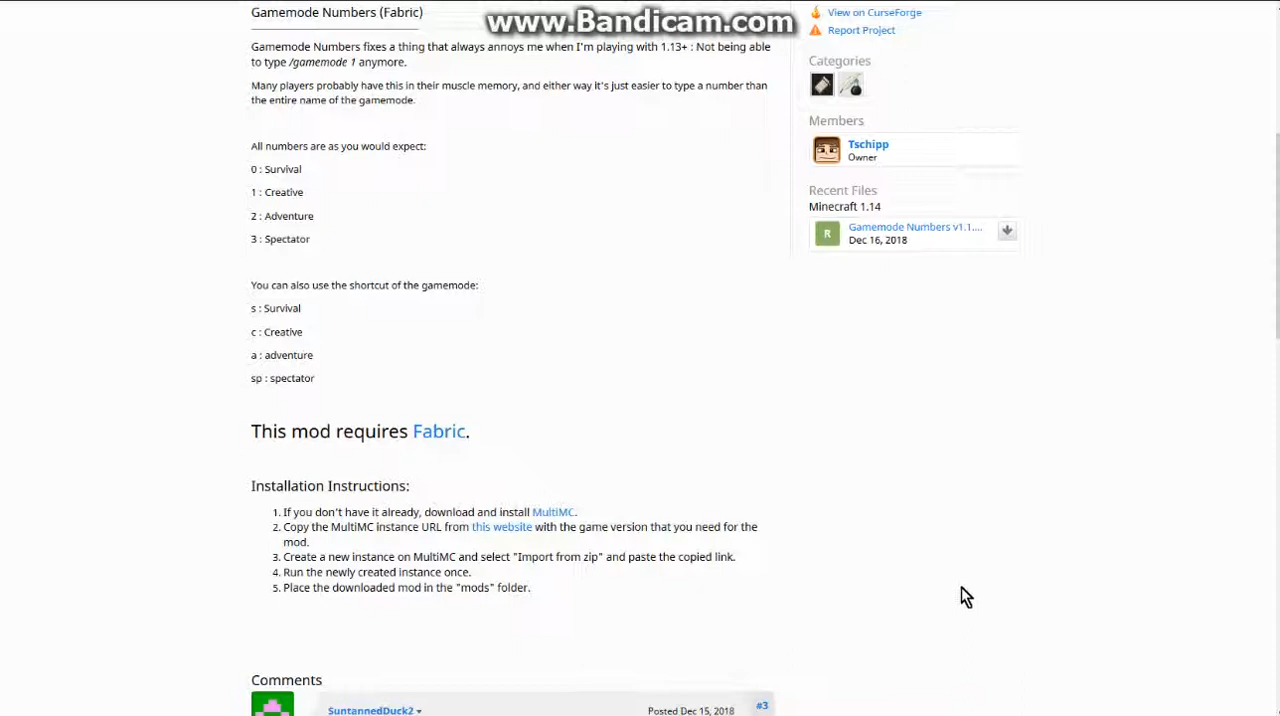 www.Bandicam.com
Gamemode Numbers (Fabric)
Gamemode Numbers fixes a thing that always annoys me when I'm playing with 1.13+ : Not being able
to type /gamemode 1 anymore.
Many players probably have this in their muscle memory, and either way it's just easier to type a number than
the entire name of the gamemode.
All numbers are as you would expect:
0 : Survival
1 : Creative
2 : Adventure
3 : Spectator
You can also use the shortcut of the gamemode:
s : Survival
c : Creative
a : adventure
sp : spectator
This mod requires Fabric.
Installation Instructions:
1. If you don't have it already, download and install MultiMC.
2. Copy the MultiMC instance URL from this website with the game version that you need for the
mod.
3. Create a new instance on MultiMC and select "Import from zip" and paste the copied link.
4. Run the newly created instance once.
5. Place the downloaded mod in the "mods" folder.
Comments
SuntannedDuck2
Posted Dec 15, 2018
#3
View on CurseForge
Report Project
Categories
Members
Tschipp
Owner
Recent Files
Minecraft 1.14
R
Gamemode Numbers v1.1....
Dec 16, 2018